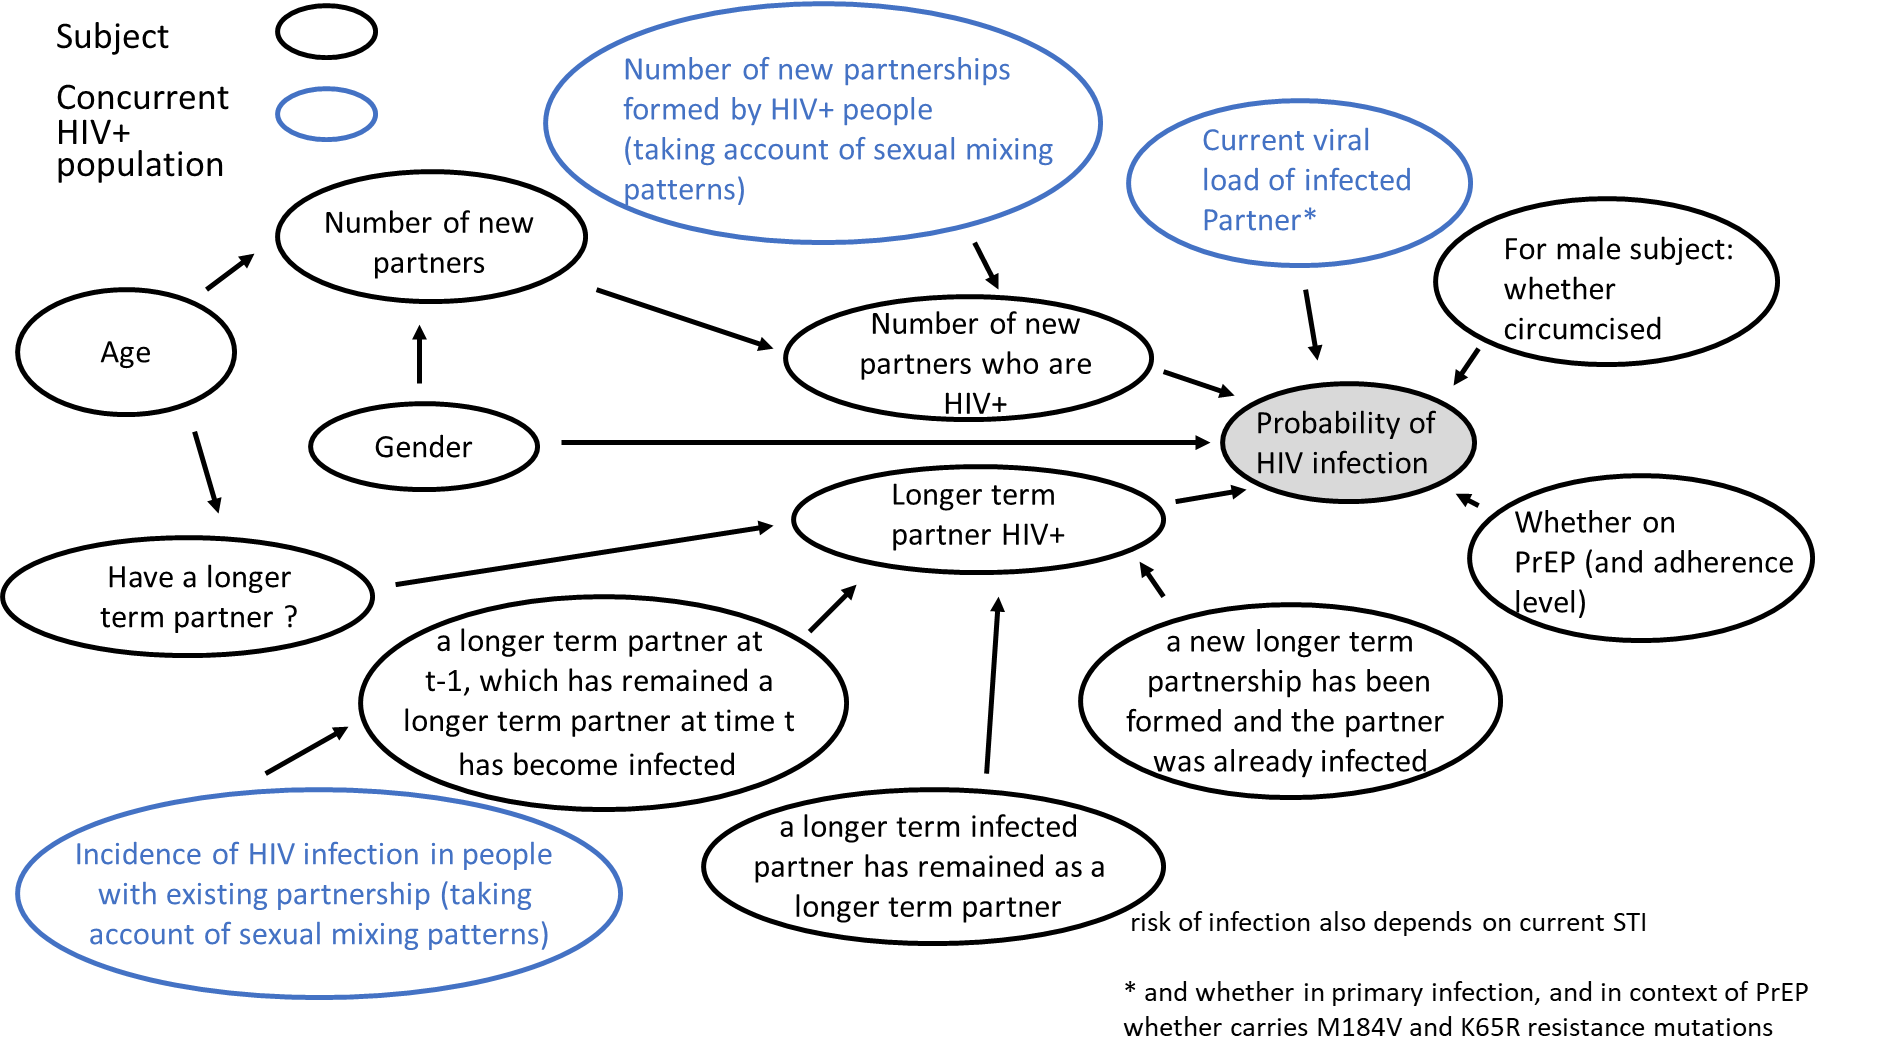 Subject
Concurrent
HIV+
population
Number of new partnerships
formed by HIV+ people
(taking account of sexual mixing
patterns)
Current viral
load of infected
Partner*
For male subject:
whether
circumcised
Number of new
partners
Age
Number of new
partners who are
HIV+
Gender
Probability of
HIV infection
Longer term
partner HIV+
Whether on
PrEP (and adherence
level)
Have a longer
term partner ?
a longer term partner at
t-1, which has remained a
longer term partner at time t
has become infected
a new longer term
partnership has been
formed and the partner
was already infected
Incidence of HIV infection in people
with existing partnership (taking
account of sexual mixing patterns)
a longer term infected
partner has remained as a
longer term partner
risk of infection also depends on current STI
* and whether in primary infection, and in context of PrEP
whether carries M184V and K65R resistance mutations